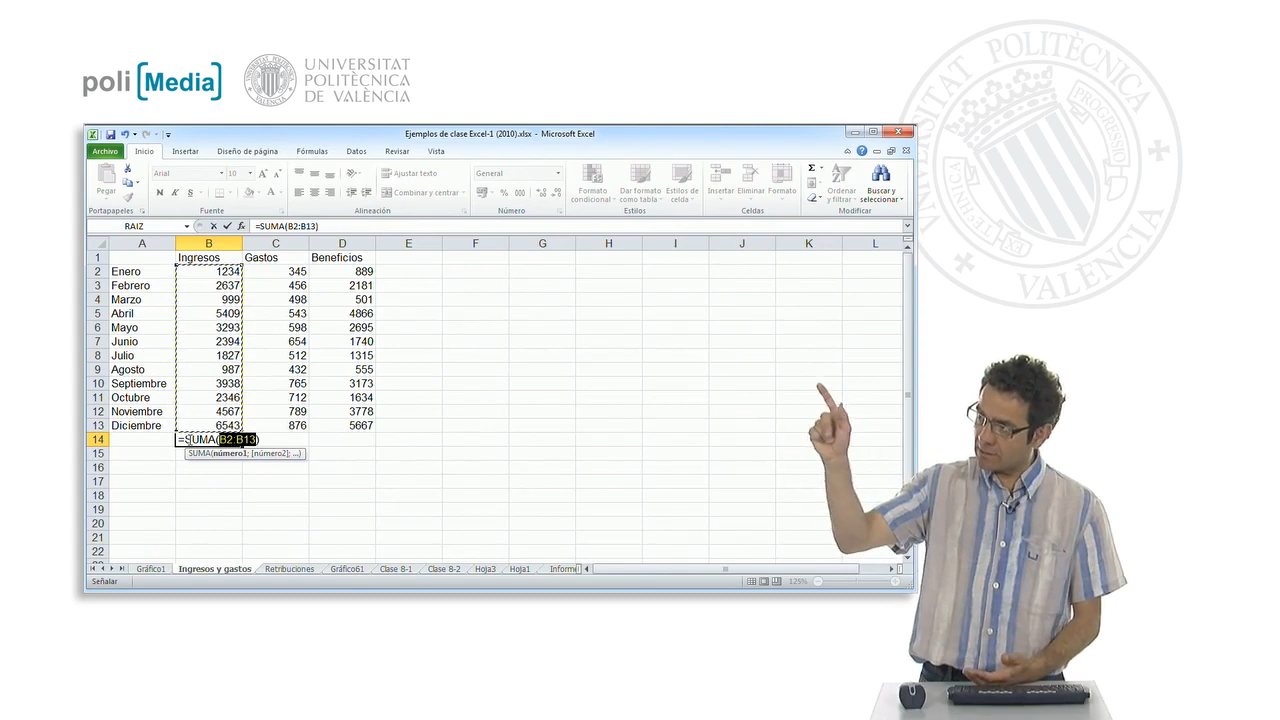 poli[Media]
UNIVERSITAT
POLITÈCNICA
DE VALÈNCIA
UNIVERSITAT POLITÈCNICA
DE VALÈNCIA
PROGRESSIO
Ejemplos de clase Excel-1 (2010).xlsx - Microsoft Excel
Archivo Inicio Insertar Diseño de página Fórmulas Datos Revisar Vista
Pegar
Arial 10
N K S
Ajustar texto
Combinar y centrar
General
% 000
Formato condicional
Dar formato como tabla
Estilos de celda
Insertar Eliminar Formato
Σ
Ordenar y filtrar
Buscar y seleccionar
Portapapeles Fuente Alineación Número Estilos Celdas Modificar
RAIZ fx =SUMA(B2:B13)
A B C D E F G H I J K L
1 Ingresos Gastos Beneficios
2 Enero 1234 345 889
3 Febrero 2637 456 2181
4 Marzo 999 498 501
5 Abril 5409 543 4866
6 Mayo 3293 598 2695
7 Junio 2394 654 1740
8 Julio 1827 512 1315
9 Agosto 987 432 555
10 Septiembre 3938 765 3173
11 Octubre 2346 712 1634
12 Noviembre 4567 789 3778
13 Diciembre 6543 876 5667
14 =SUMA(B2:B13)
15 SUMA(número1; [número2]; ...)
16
17
18
19
20
21
22
Gráfico1 Ingresos y gastos Retribuciones Gráfico61 Clase 8-1 Clase 8-2 Hoja3 Hoja1 Inform
Señalar 125%